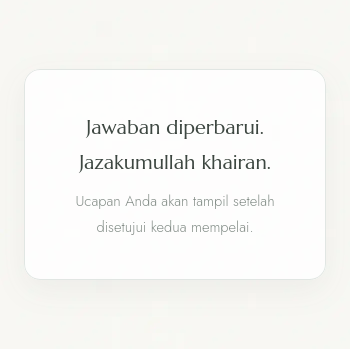 Jawaban diperbarui.
Jazakumullah khairan.
Ucapan Anda akan tampil setelah
disetujui kedua mempelai.